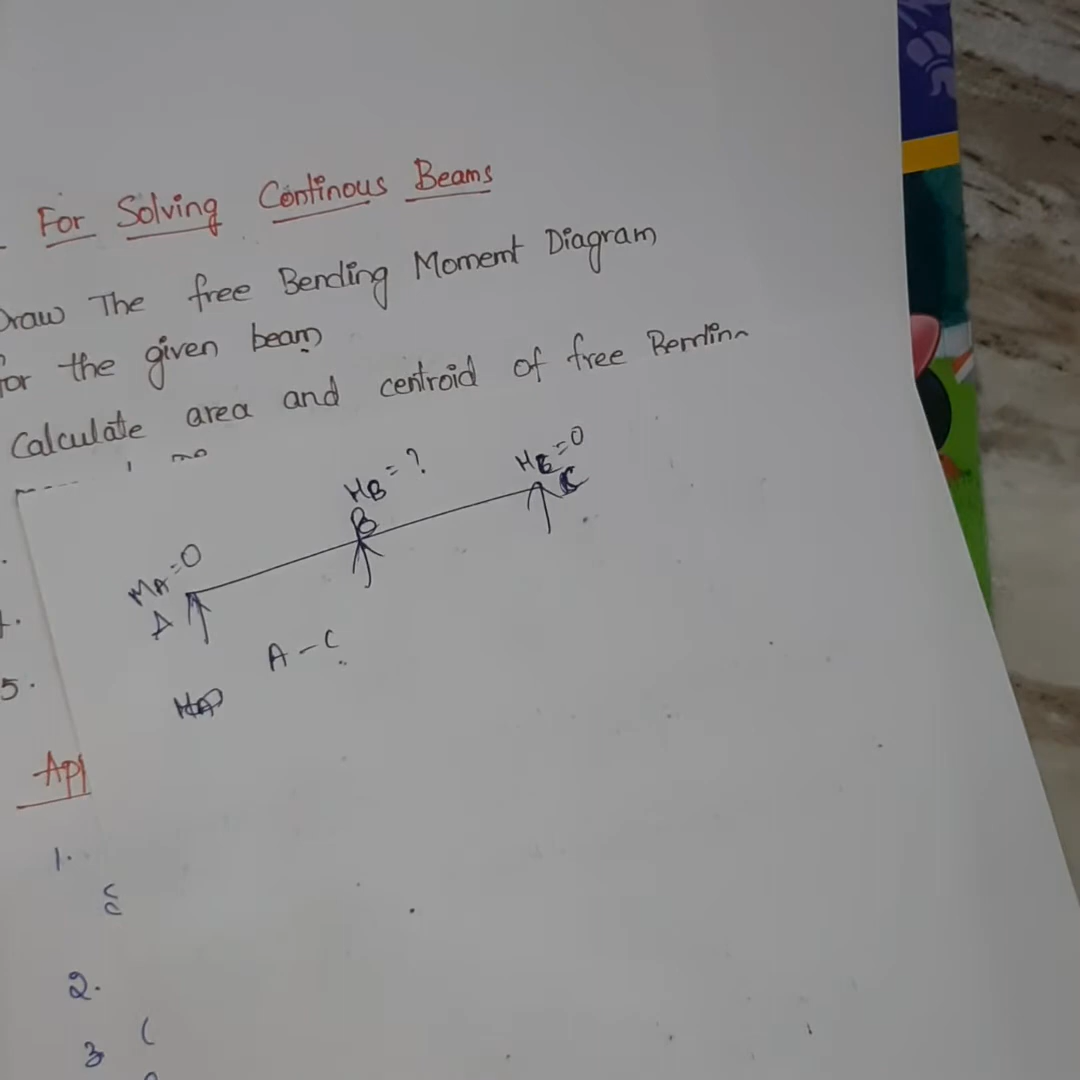 For Solving Continous Beams
Draw The free Bending Moment Diagram
for the given beam
Calculate area and centroid of free
MA=0
MB=?
=0
A
B
C
A-C
5.
1.
2.
3